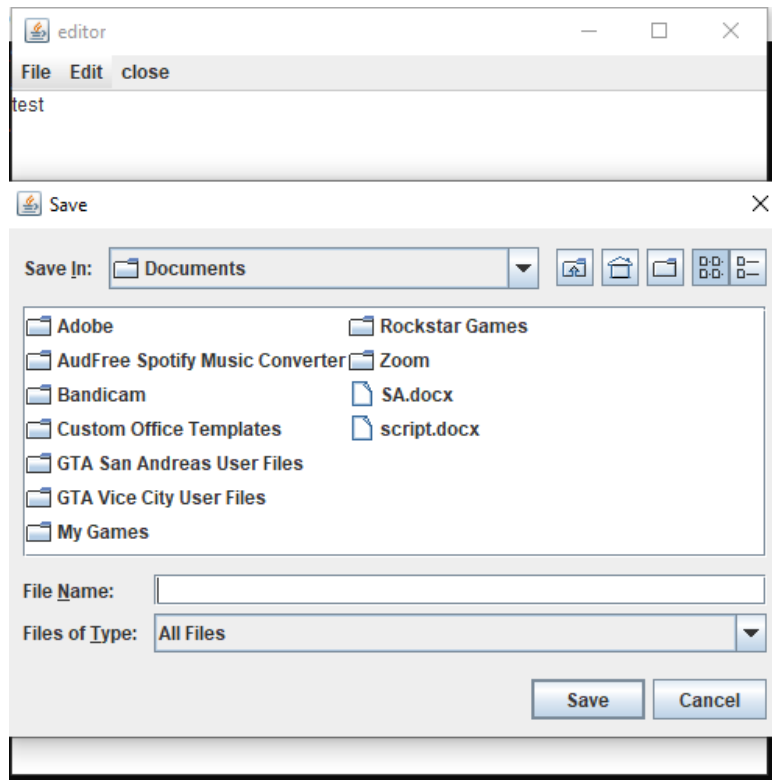 editor
File Edit close
test
Save
Save In: Documents
Adobe
AudFree Spotify Music Converter
Bandicam
Custom Office Templates
GTA San Andreas User Files
GTA Vice City User Files
My Games
Rockstar Games
Zoom
SA.docx
script.docx
File Name:
Files of Type: All Files
Save Cancel